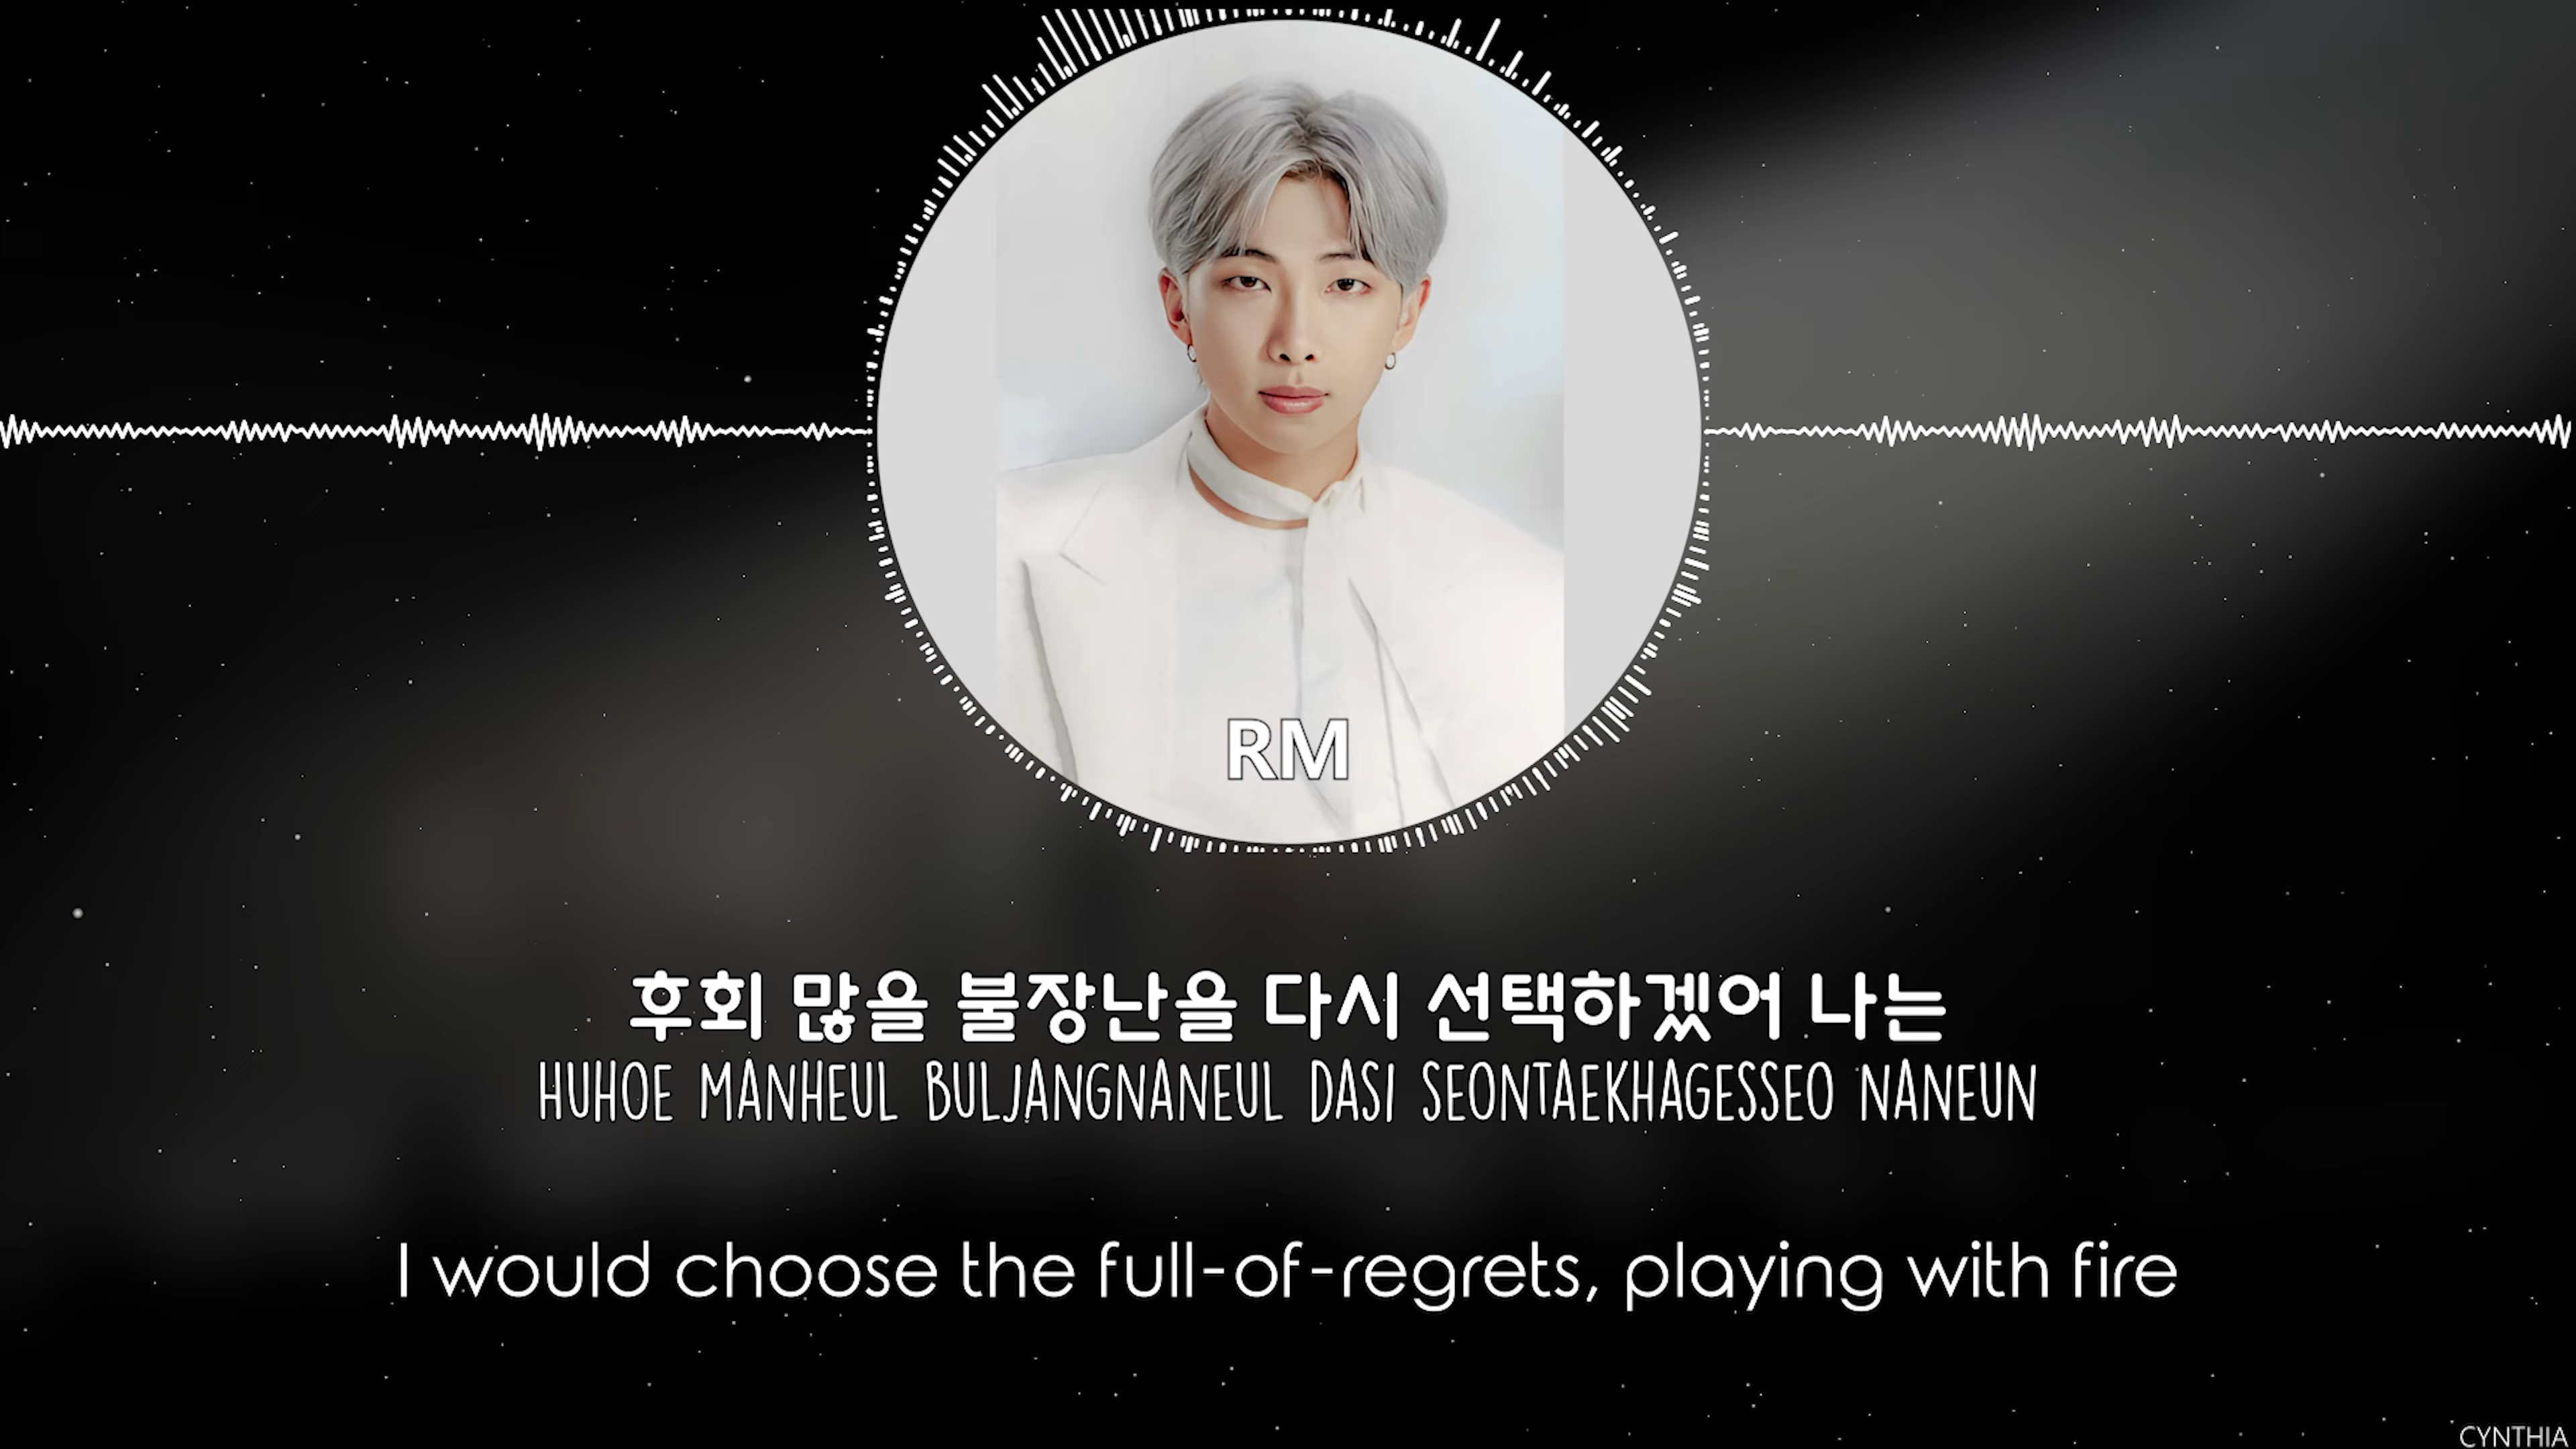 RM
후회 많을 불장난을 다시 선택하겠어 나는
HUHOE MANHEUL BULJANGNANEUL DASI SEONTAEKHAGESSEO NANEUN
I would choose the full-of-regrets, playing with fire
CYNTHIA